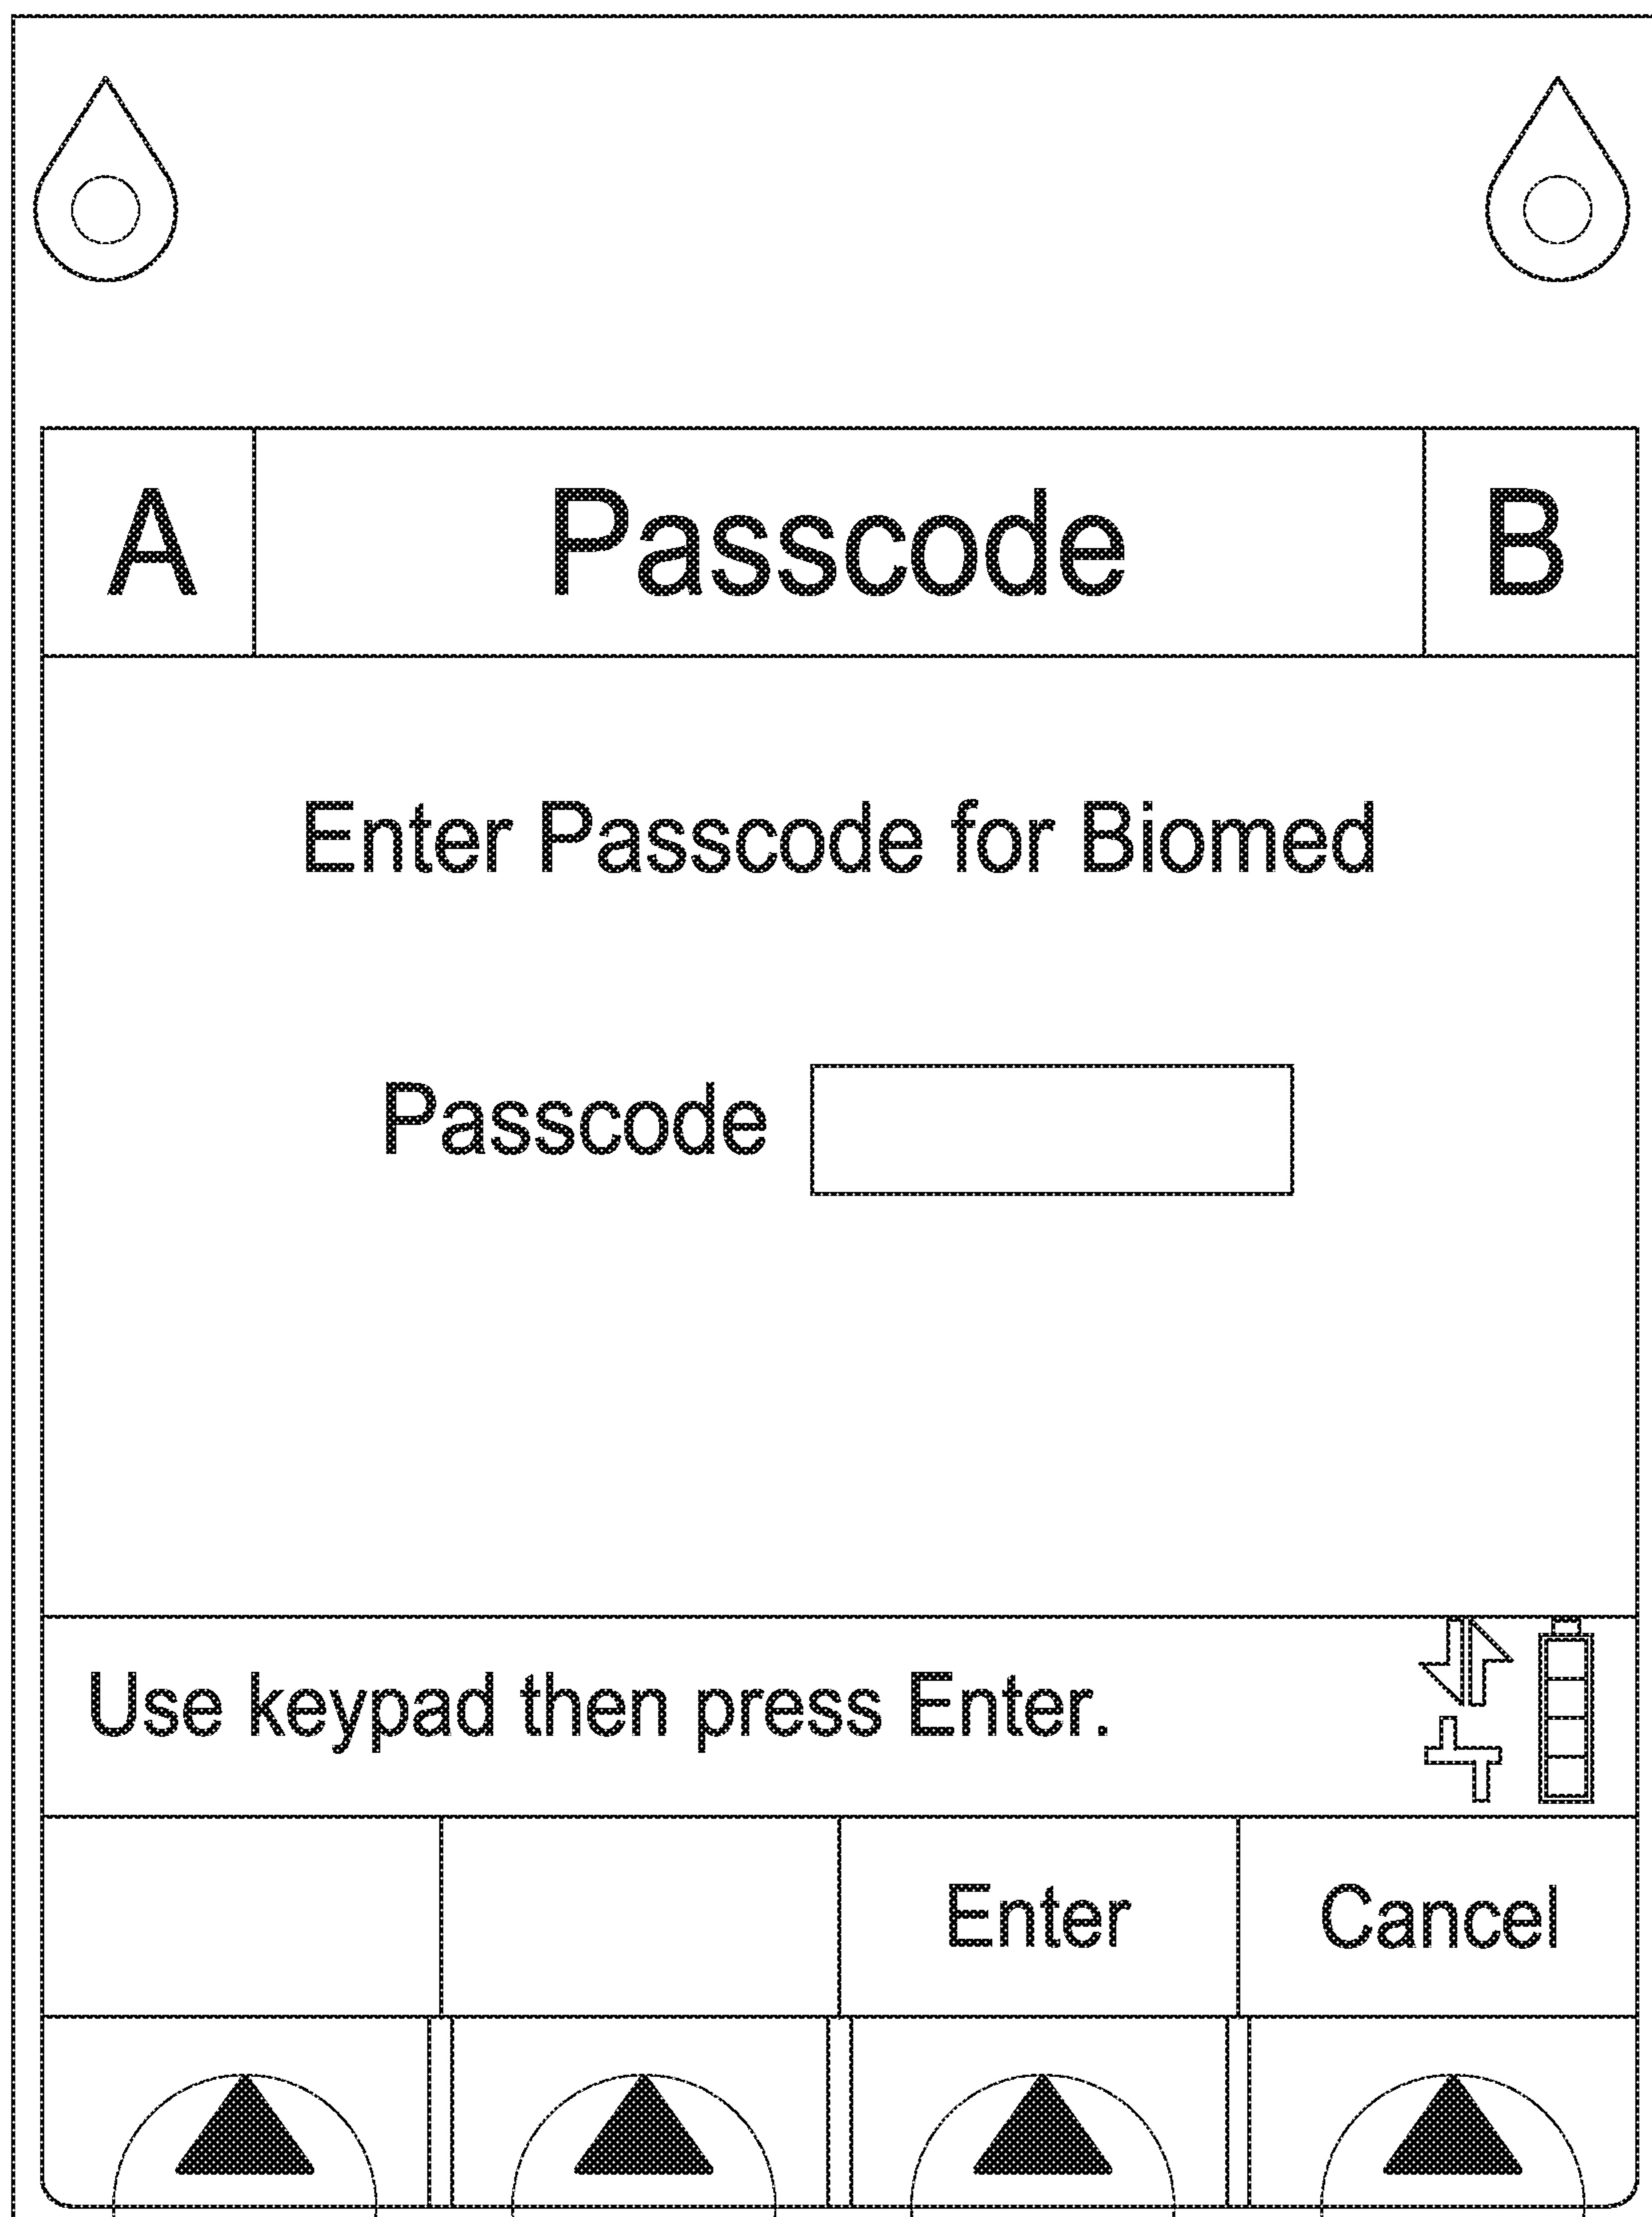 A Passcode B
Enter Passcode for Biomed
Passcode
Use keypad then press Enter.
Enter Cancel